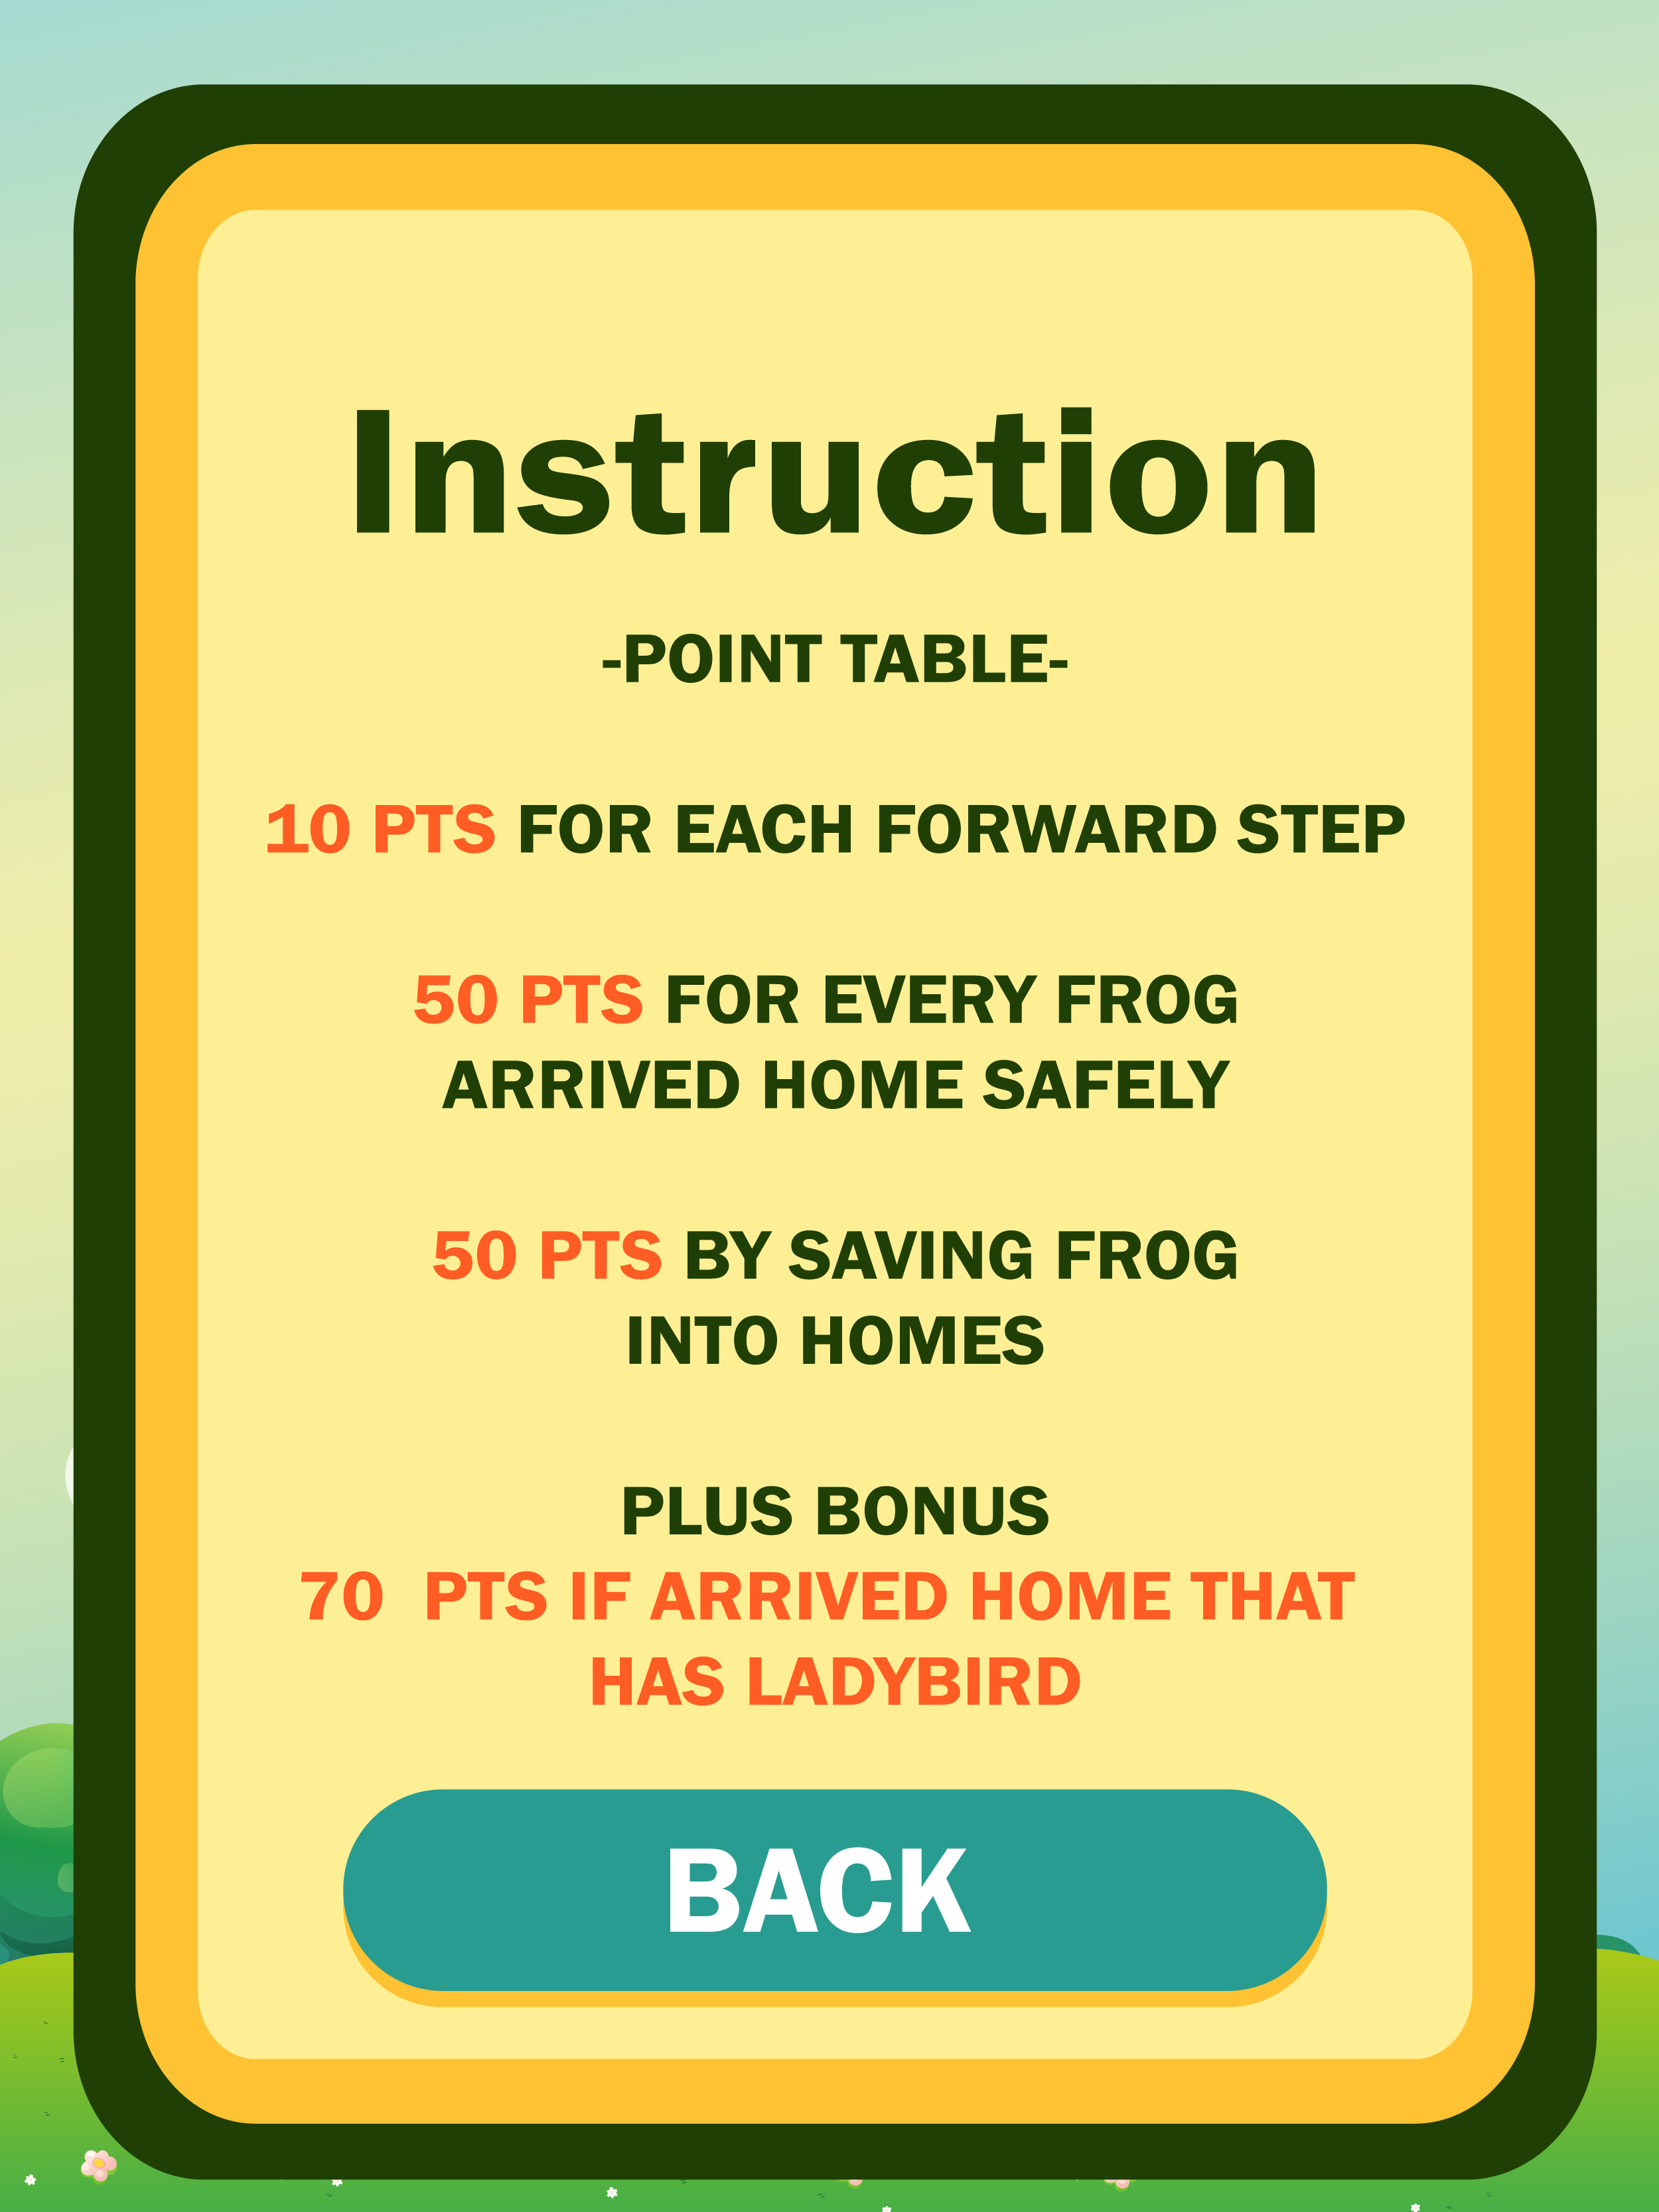 Instruction
-POINT TABLE-
10 PTS FOR EACH FORWARD STEP
50 PTS FOR EVERY FROG
ARRIVED HOME SAFELY
50 PTS BY SAVING FROG
INTO HOMES
PLUS BONUS
70 PTS IF ARRIVED HOME THAT
HAS LADYBIRD
BACK